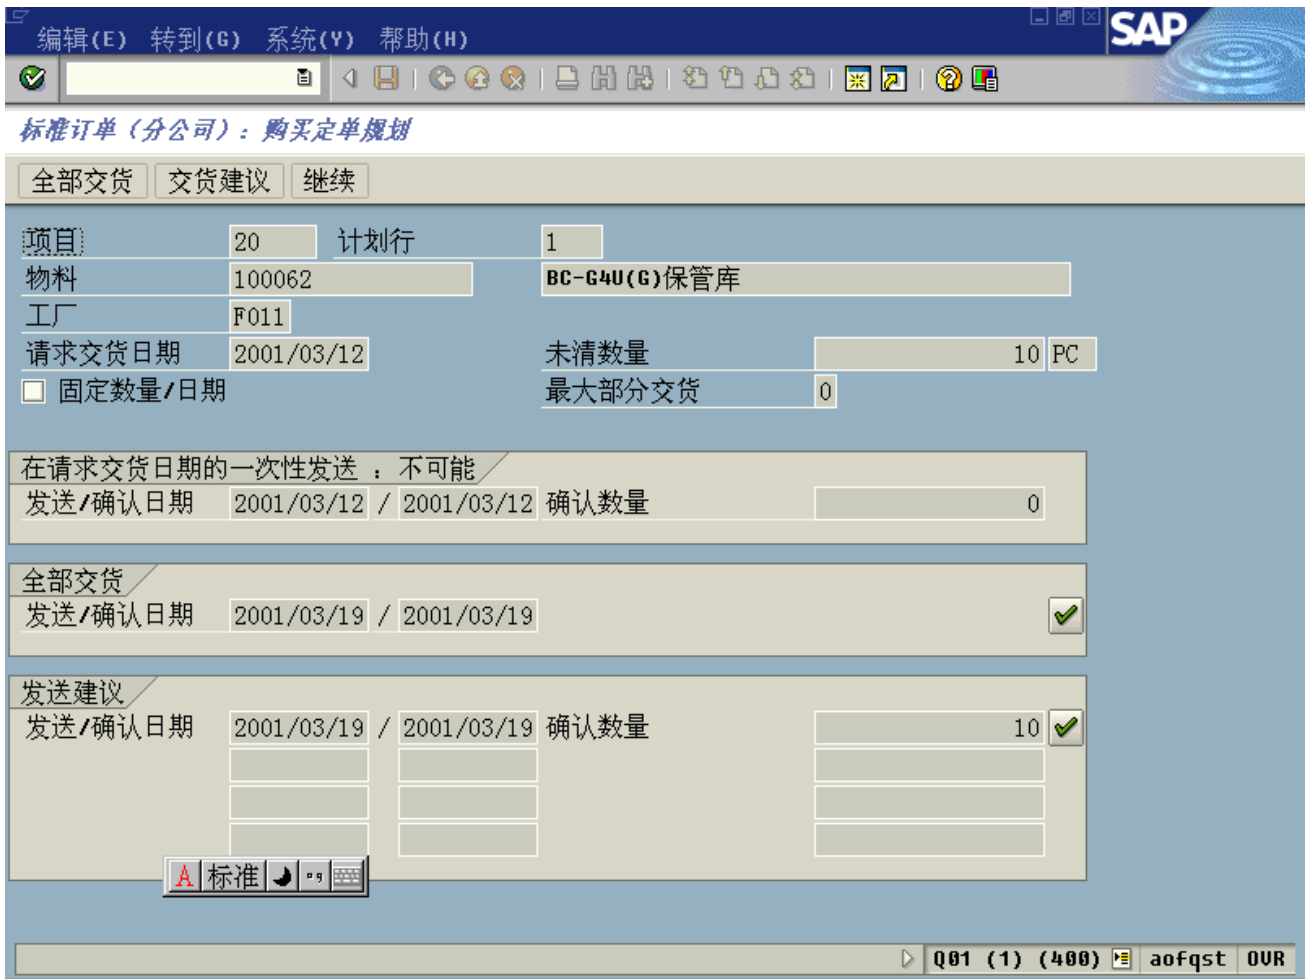 编辑(E) 转到(G) 系统(Y) 帮助(H)
SAP
标准订单（分公司）：购买定单规划
全部交货 交货建议 继续
项目 20 计划行 1
物料 100062 BC-G4U(G)保管库
工厂 F011
请求交货日期 2001/03/12 未清数量 10 PC
固定数量/日期 最大部分交货 0
在请求交货日期的一次性发送 ：不可能
发送/确认日期 2001/03/12 / 2001/03/12 确认数量 0
全部交货
发送/确认日期 2001/03/19 / 2001/03/19
发送建议
发送/确认日期 2001/03/19 / 2001/03/19 确认数量 10
A 标准
Q01 (1) (400) aofqst OVR